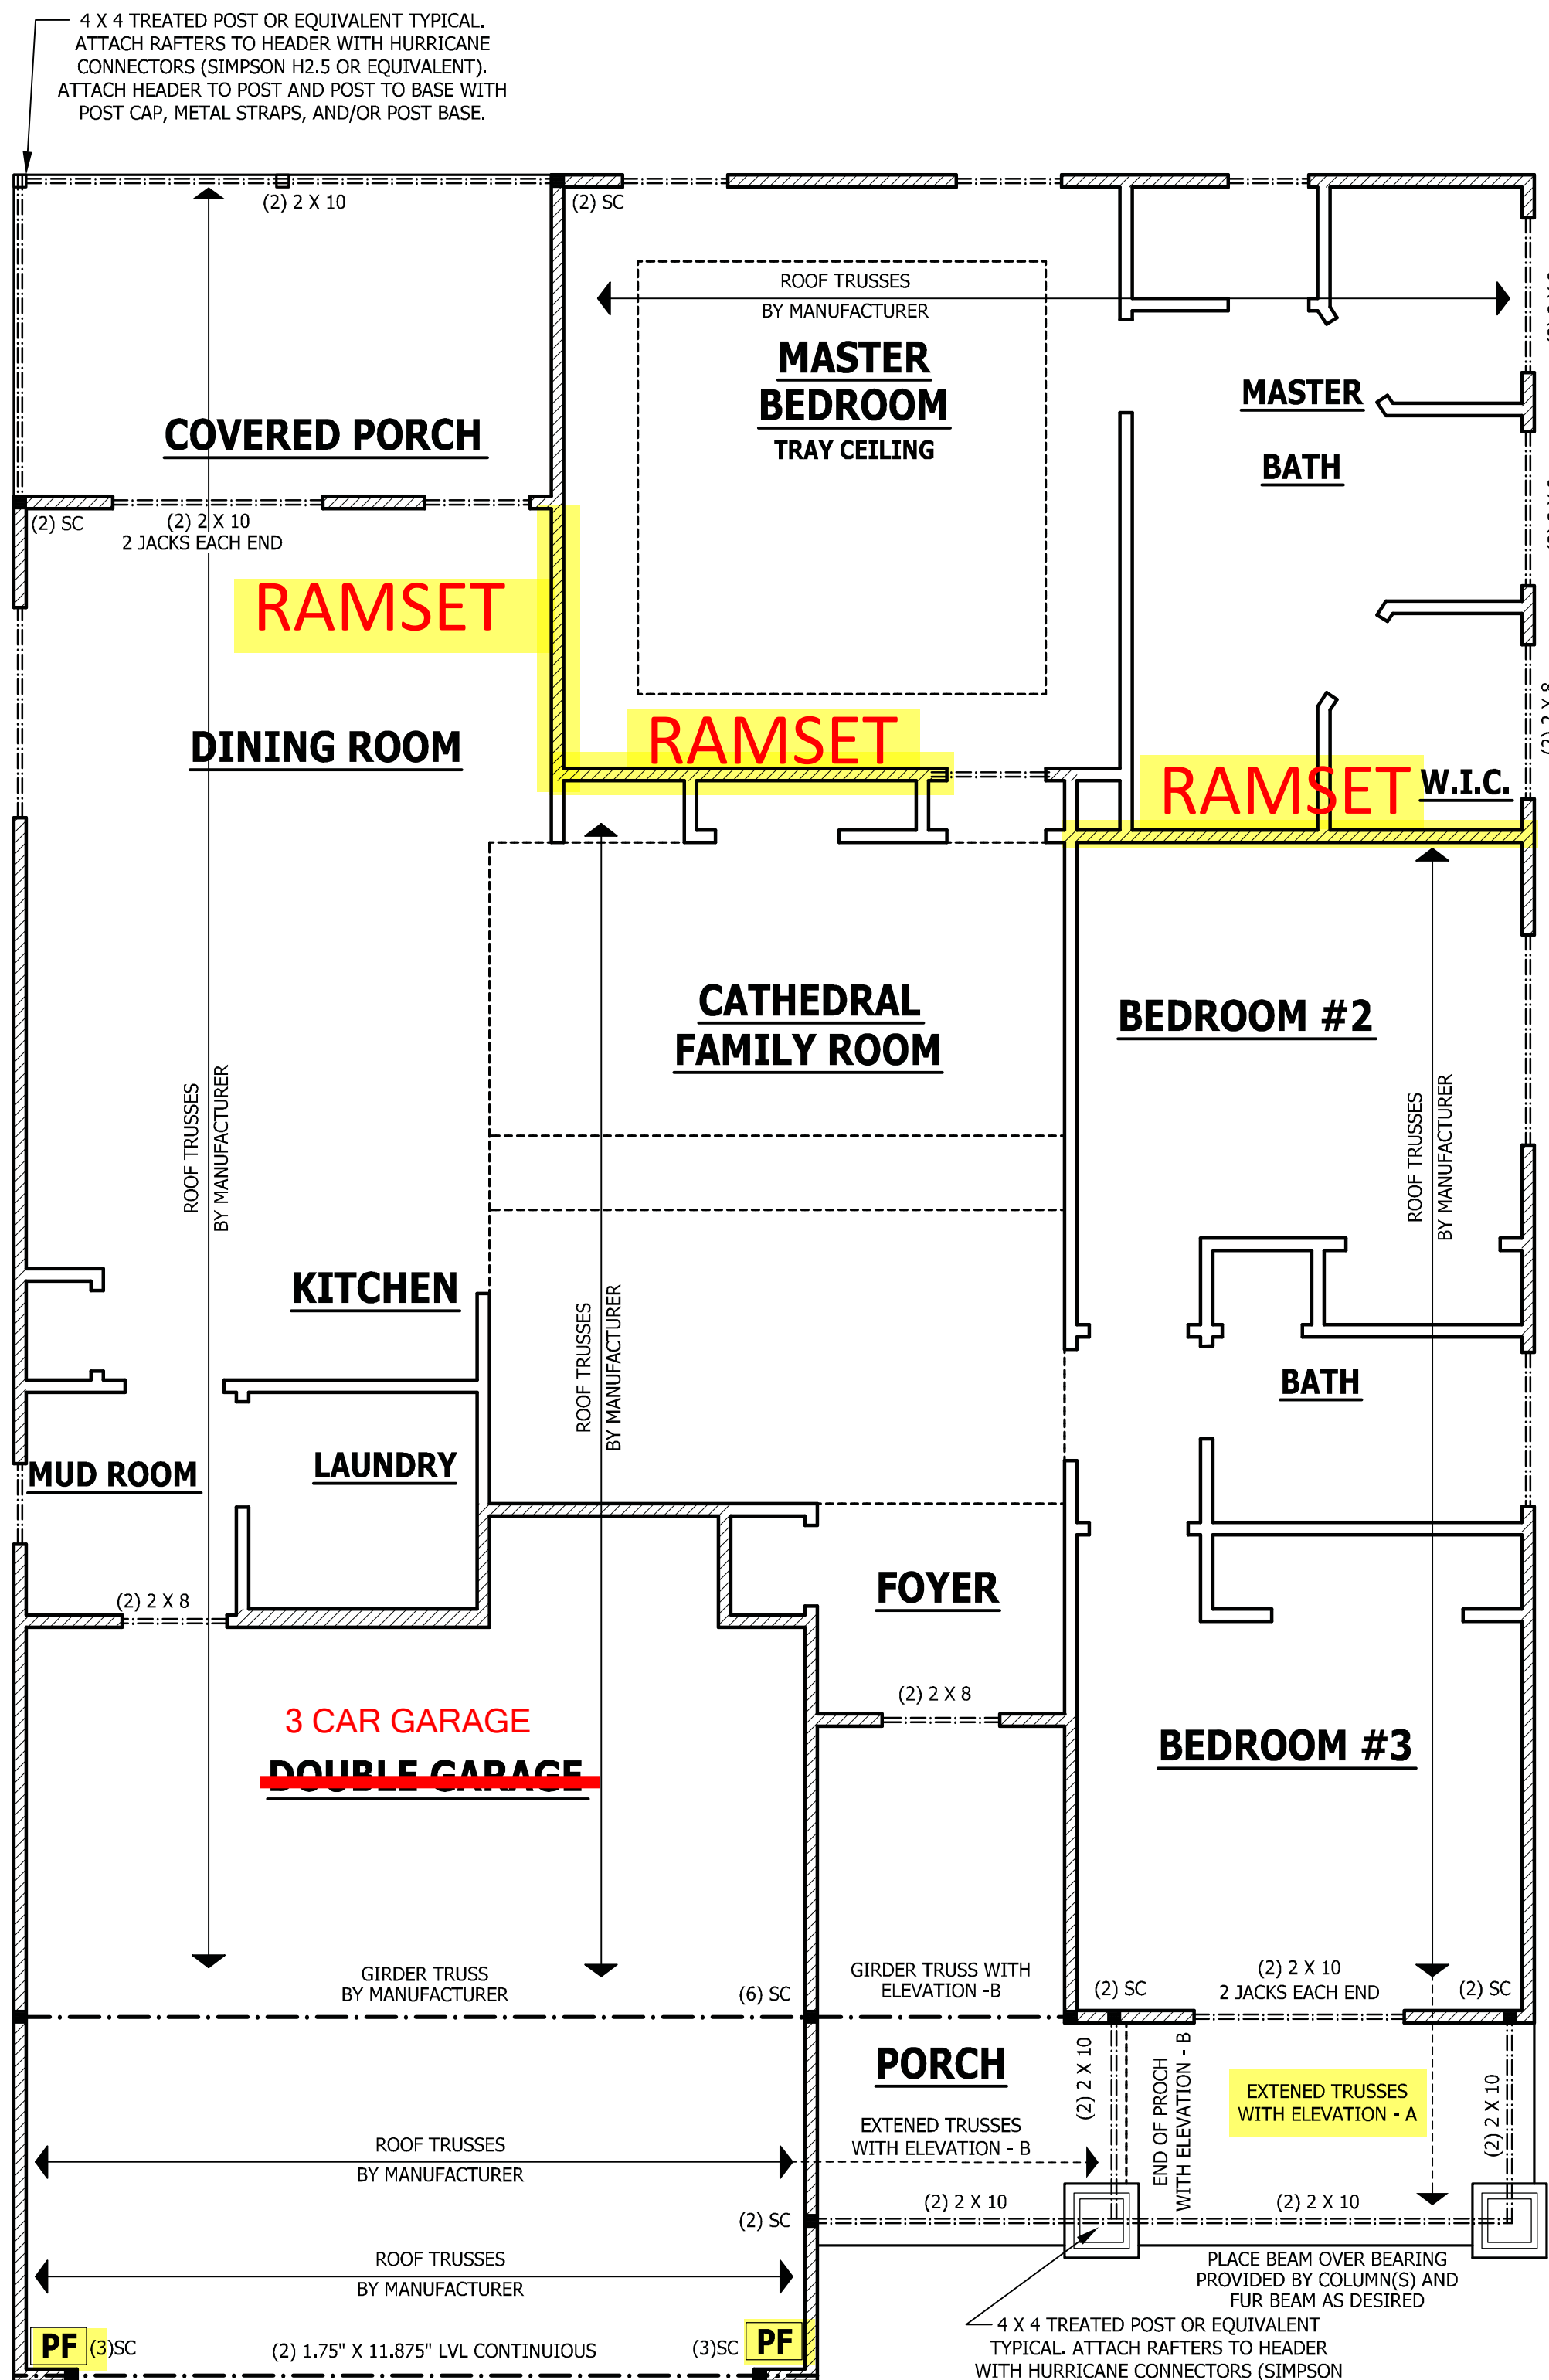 4 X 4 TREATED POST OR EQUIVALENT TYPICAL.
ATTACH RAFTERS TO HEADER WITH HURRICANE
CONNECTORS (SIMPSON H2.5 OR EQUIVALENT).
ATTACH HEADER TO POST AND POST TO BASE WITH
POST CAP, METAL STRAPS, AND/OR POST BASE.
(2) 2 X 10
(2) SC
ROOF TRUSSES
BY MANUFACTURER
MASTER
BEDROOM
TRAY CEILING
MASTER
BATH
COVERED PORCH
(2) SC
(2) 2 X 10
2 JACKS EACH END
RAMSET
RAMSET
RAMSET
DINING ROOM
W.I.C.
(2) 2 X 8
CATHEDRAL
FAMILY ROOM
BEDROOM #2
ROOF TRUSSES
BY MANUFACTURER
ROOF TRUSSES
BY MANUFACTURER
KITCHEN
ROOF TRUSSES
BY MANUFACTURER
BATH
MUD ROOM
LAUNDRY
FOYER
(2) 2 X 8
(2) 2 X 8
3 CAR GARAGE
DOUBLE GARAGE
BEDROOM #3
GIRDER TRUSS
BY MANUFACTURER
(6) SC
GIRDER TRUSS WITH
ELEVATION -B
(2) SC
(2) 2 X 10
2 JACKS EACH END
(2) SC
PORCH
(2) 2 X 10
END OF PROCH
WITH ELEVATION - B
EXTENED TRUSSES
WITH ELEVATION - A
(2) 2 X 10
EXTENED TRUSSES
WITH ELEVATION - B
ROOF TRUSSES
BY MANUFACTURER
(2) 2 X 10
(2) 2 X 10
(2) SC
ROOF TRUSSES
BY MANUFACTURER
PLACE BEAM OVER BEARING
PROVIDED BY COLUMN(S) AND
FUR BEAM AS DESIRED
PF
(3)SC
(2) 1.75" X 11.875" LVL CONTINUIOUS
(3)SC
PF
4 X 4 TREATED POST OR EQUIVALENT
TYPICAL. ATTACH RAFTERS TO HEADER
WITH HURRICANE CONNECTORS (SIMPSON